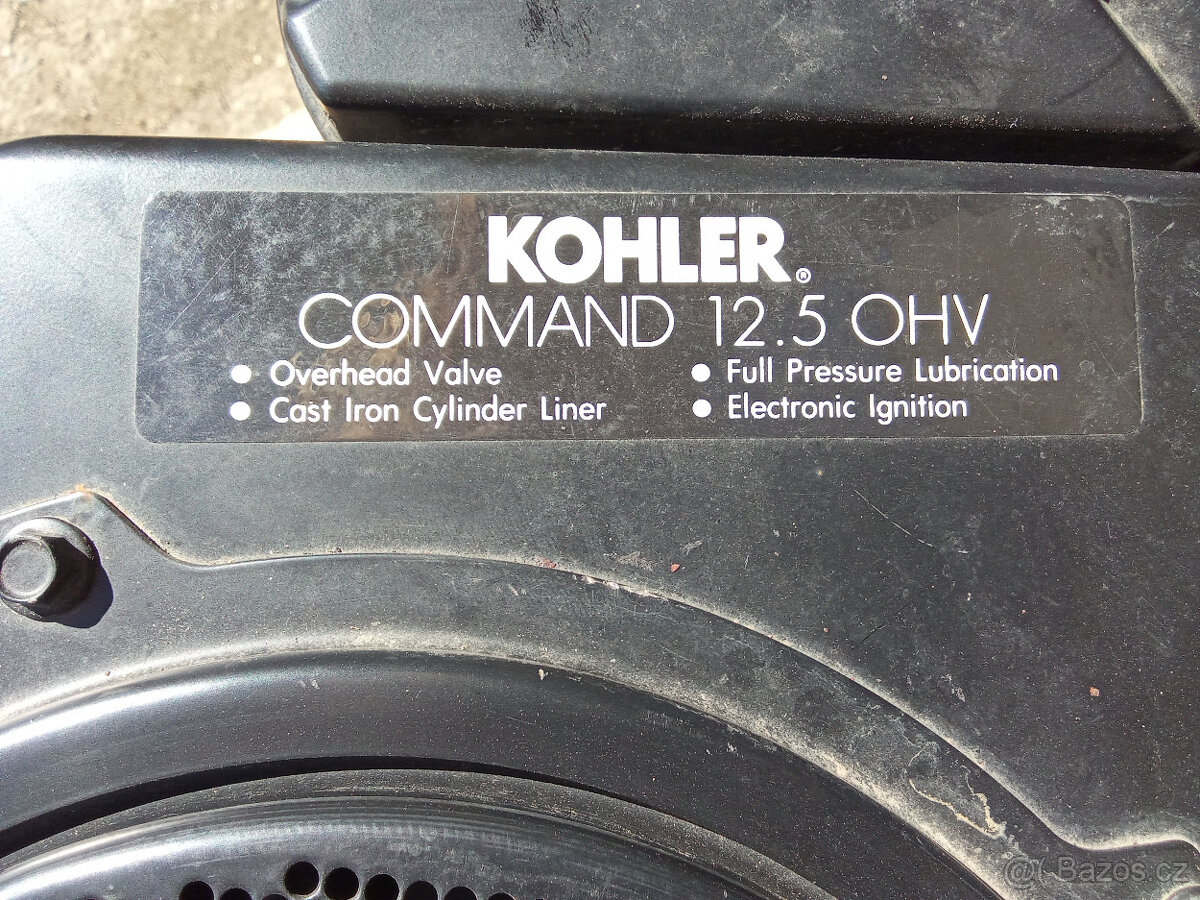 KOHLER®
COMMAND 12.5 OHV
● Overhead Valve ● Full Pressure Lubrication
● Cast Iron Cylinder Liner ● Electronic Ignition
Bazos.cz